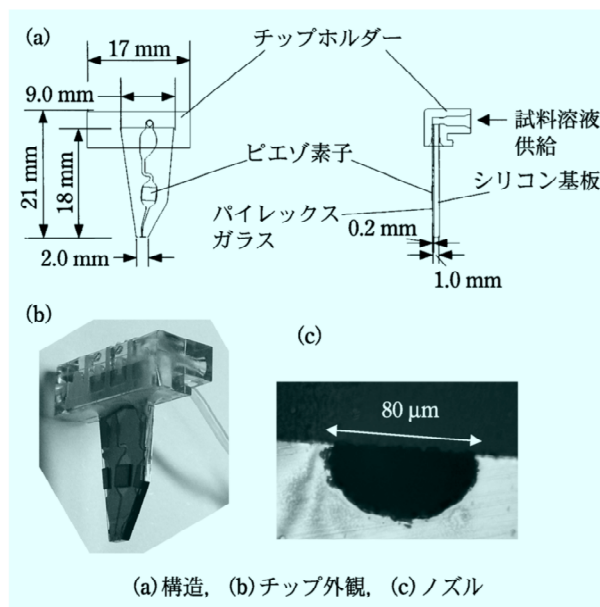 (a)
17 mm
チップホルダー
9.0 mm
試料溶液
供給
21 mm
18 mm
ピエゾ素子
シリコン基板
パイレックス
ガラス
0.2 mm
2.0 mm
1.0 mm
(b)
(c)
80 μm
(a)構造, (b)チップ外観, (c)ノズル